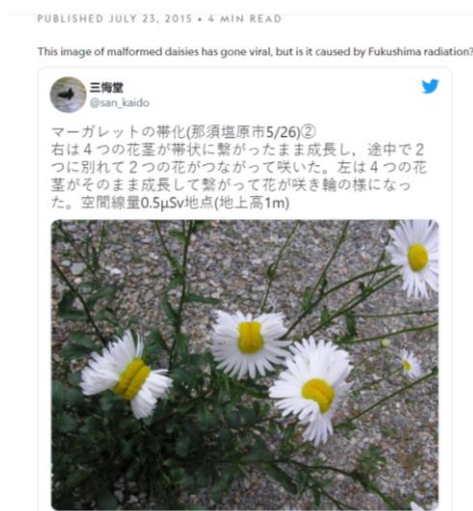 PUBLISHED JULY 23, 2015 • 4 MIN READ
This image of malformed daisies has gone viral, but is it caused by Fukushima radiation?
三悔堂
@san_kaido
マーガレットの帯化(那須塩原市5/26)②
右は４つの花茎が帯状に繋がったまま成長し，途中で２
つに別れて２つの花がつながって咲いた。左は４つの花
茎がそのまま成長して繋がって花が咲き輪の様になっ
た。空間線量0.5μSv地点(地上高1m)